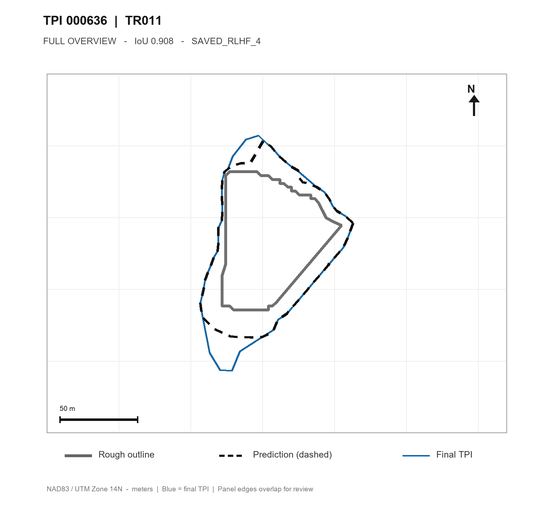 TPI 000636 | TR011
FULL OVERVIEW - IoU 0.908 - SAVED_RLHF_4
N
50 m
Rough outline Prediction (dashed) Final TPI
NAD83 / UTM Zone 14N - meters | Blue = final TPI | Panel edges overlap for review